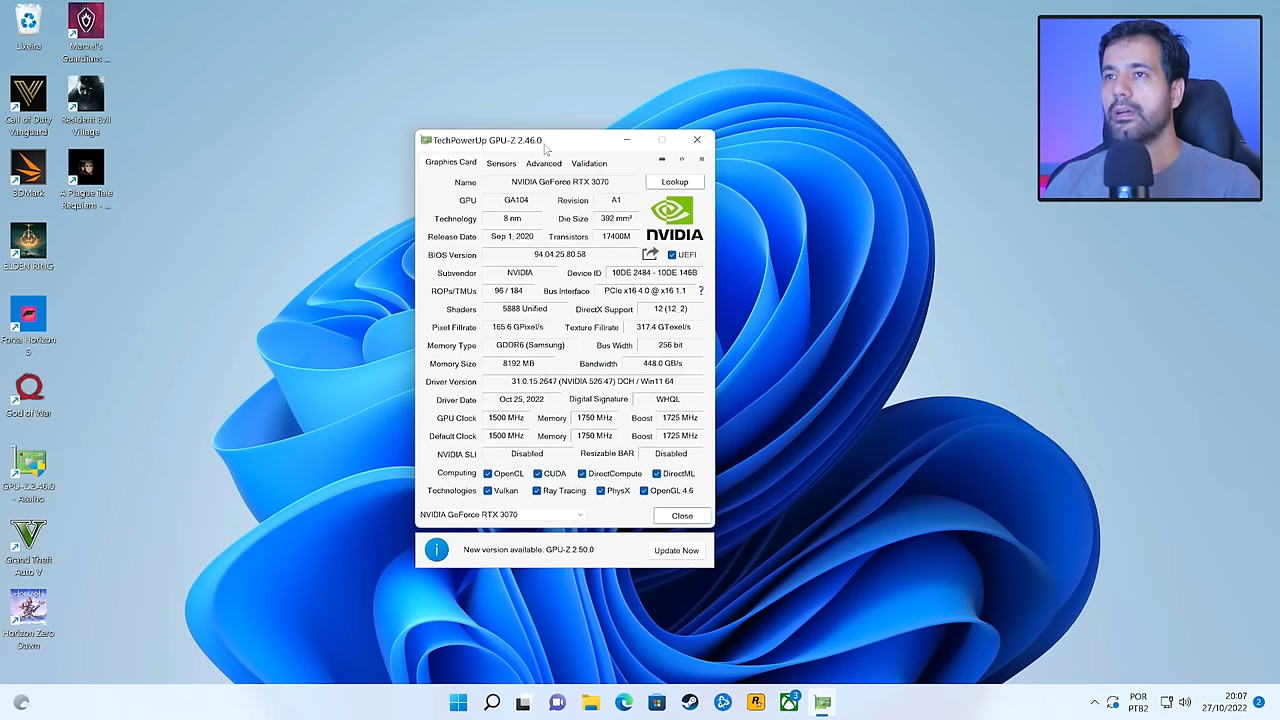 Lixeira
Marvel's
Guardians ...
Call of Duty
Vanguard
Resident Evil
Village
3DMark
A Plague Tale
Requiem - ...
ELDEN RING
Forza Horizon
5
God of War
GPU-Z.2.46.0
- Atalho
Grand Theft
Auto V
Horizon Zero
Dawn
TechPowerUp GPU-Z 2.46.0
Graphics Card Sensors Advanced Validation
Name NVIDIA GeForce RTX 3070 Lookup
GPU GA104 Revision A1
Technology 8 nm Die Size 392 mm²
Release Date Sep 1, 2020 Transistors 17400M
NVIDIA
BIOS Version 94.04.25.80.58 UEFI
Subvendor NVIDIA Device ID 10DE 2484 - 10DE 146B
ROPs/TMUs 96 / 184 Bus Interface PCIe x16 4.0 @ x16 1.1 ?
Shaders 5888 Unified DirectX Support 12 (12_2)
Pixel Fillrate 165.6 GPixel/s Texture Fillrate 317.4 GTexel/s
Memory Type GDDR6 (Samsung) Bus Width 256 bit
Memory Size 8192 MB Bandwidth 448.0 GB/s
Driver Version 31.0.15.2647 (NVIDIA 526.47) DCH / Win11 64
Driver Date Oct 25, 2022 Digital Signature WHQL
GPU Clock 1500 MHz Memory 1750 MHz Boost 1725 MHz
Default Clock 1500 MHz Memory 1750 MHz Boost 1725 MHz
NVIDIA SLI Disabled Resizable BAR Disabled
Computing OpenCL CUDA DirectCompute DirectML
Technologies Vulkan Ray Tracing PhysX OpenGL 4.6
NVIDIA GeForce RTX 3070 Close
New version available: GPU-Z 2.50.0 Update Now
3
POR
PTB2
20:07
27/10/2022
2